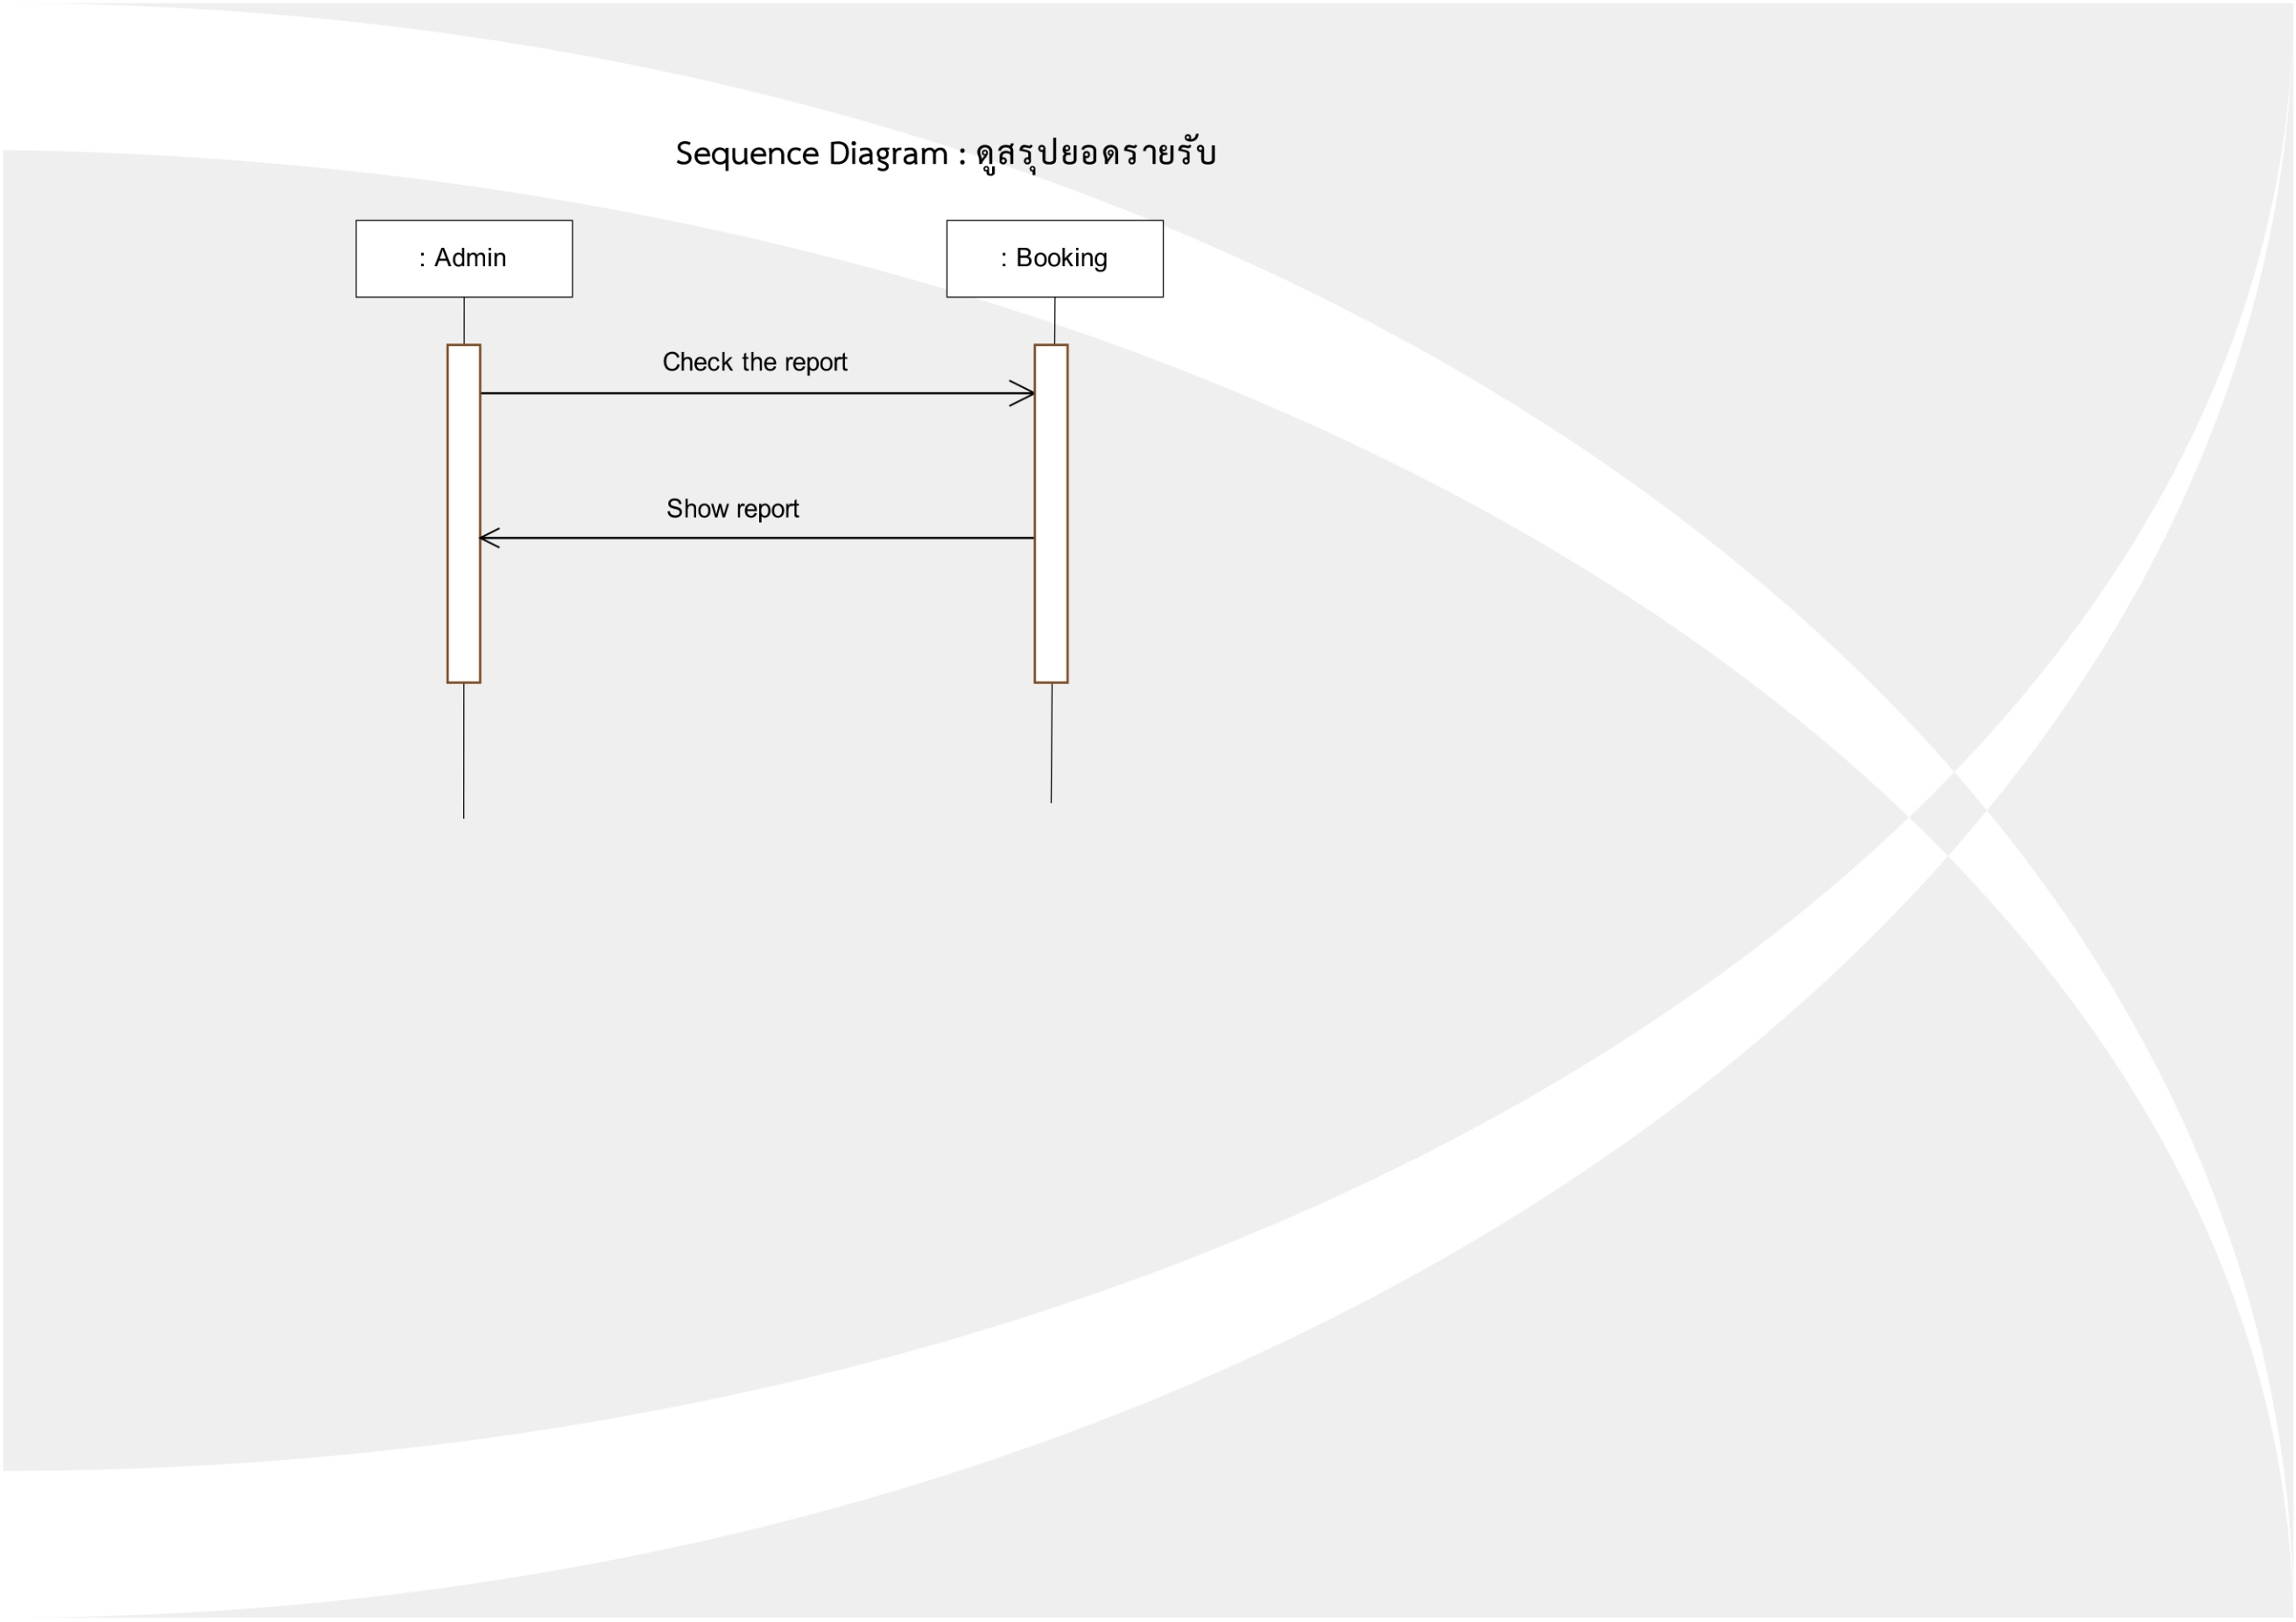 Sequence Diagram : ดูสรุปยอดรายรับ
: Admin
: Booking
Check the report
Show report